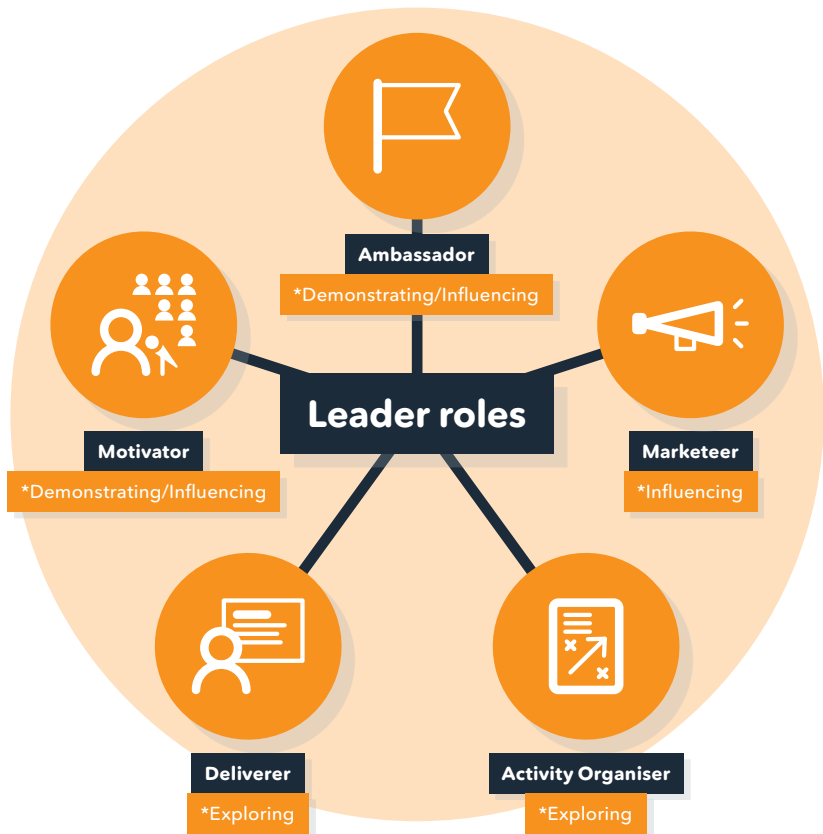 Ambassador
*Demonstrating/Influencing
Leader roles
Motivator
*Demonstrating/Influencing
Marketeer
*Influencing
Deliverer
*Exploring
Activity Organiser
*Exploring